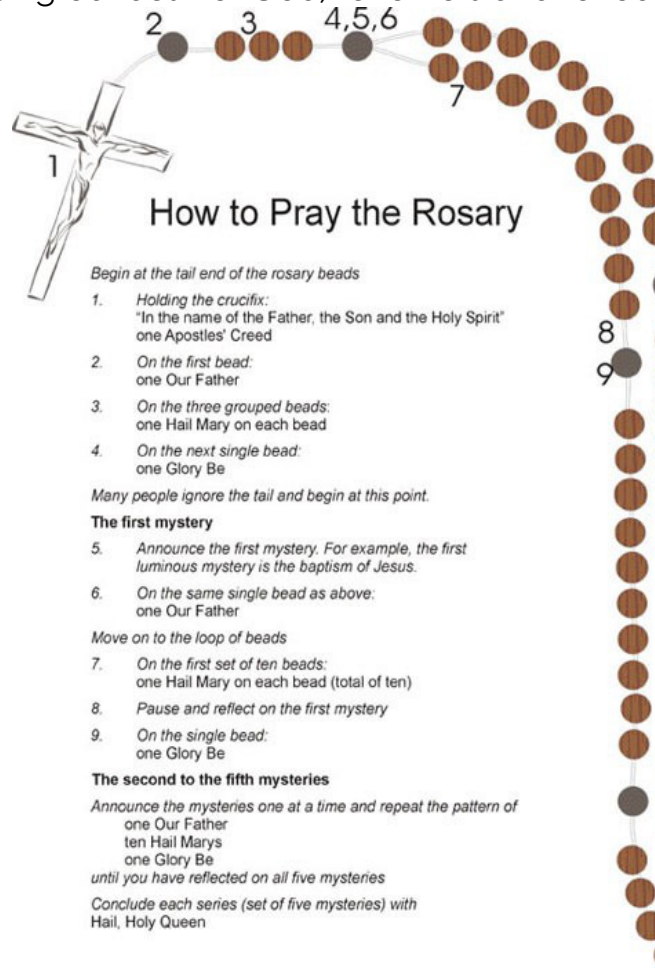 2
3
4,5,6
7
1
8
9
How to Pray the Rosary
Begin at the tail end of the rosary beads
1. Holding the crucifix:
"In the name of the Father, the Son and the Holy Spirit"
one Apostles' Creed
2. On the first bead:
one Our Father
3. On the three grouped beads:
one Hail Mary on each bead
4. On the next single bead:
one Glory Be
Many people ignore the tail and begin at this point.
The first mystery
5. Announce the first mystery. For example, the first
luminous mystery is the baptism of Jesus.
6. On the same single bead as above:
one Our Father
Move on to the loop of beads
7. On the first set of ten beads:
one Hail Mary on each bead (total of ten)
8. Pause and reflect on the first mystery
9. On the single bead:
one Glory Be
The second to the fifth mysteries
Announce the mysteries one at a time and repeat the pattern of
one Our Father
ten Hail Marys
one Glory Be
until you have reflected on all five mysteries
Conclude each series (set of five mysteries) with
Hail, Holy Queen